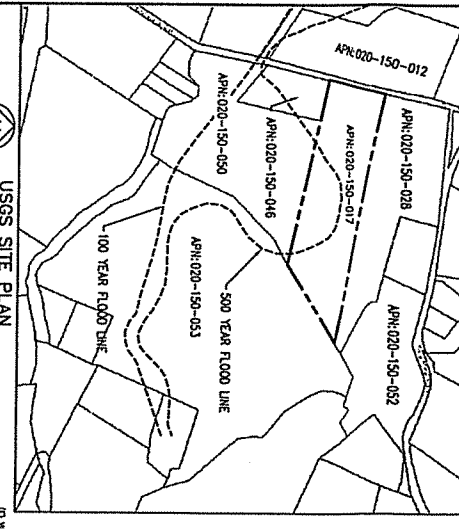 APN:020-150-012
APN:020-150-028
APN:020-150-017
APN:020-150-046
APN:020-150-050
APN:020-150-052
500 YEAR FLOOD LINE
APN:020-150-053
100 YEAR FLOOD LINE
USGS SITE PLAN